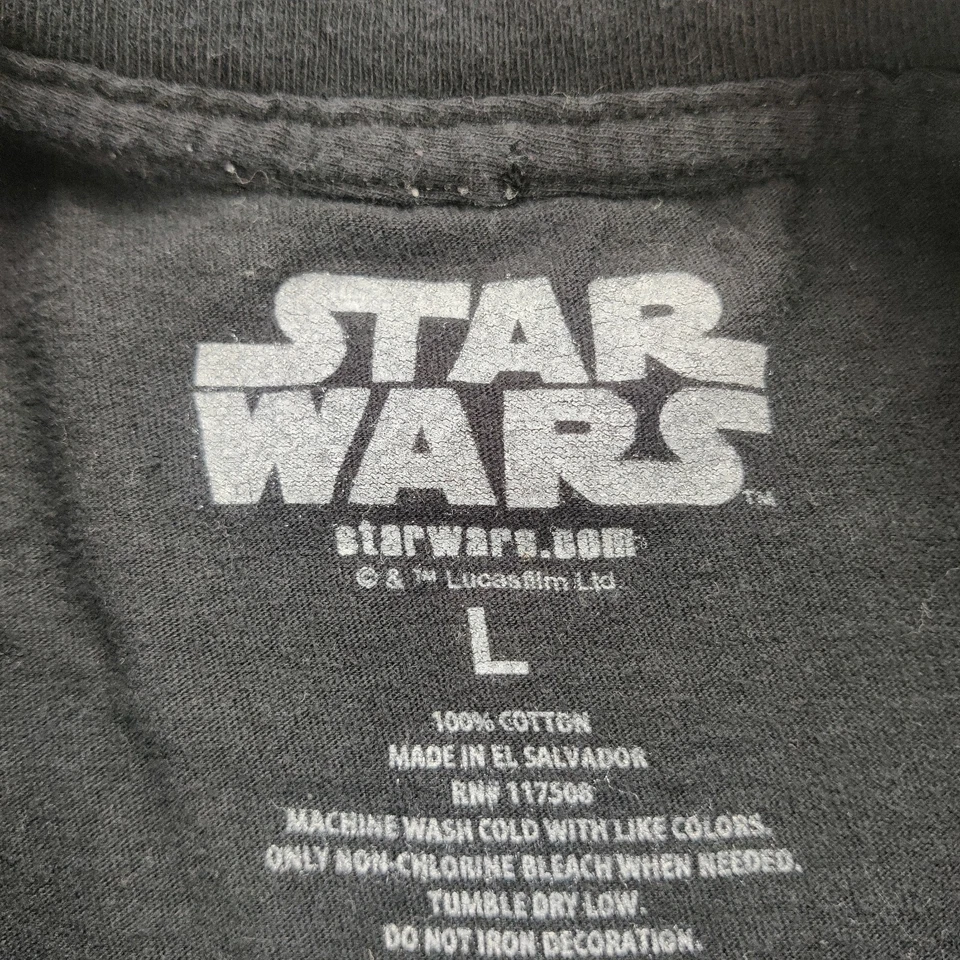 STAR
WARS™
starwars.com
© & ™ Lucasfilm Ltd.
L
100% COTTON
MADE IN EL SALVADOR
RN# 117508
MACHINE WASH COLD WITH LIKE COLORS.
ONLY NON-CHLORINE BLEACH WHEN NEEDED.
TUMBLE DRY LOW.
DO NOT IRON DECORATION.